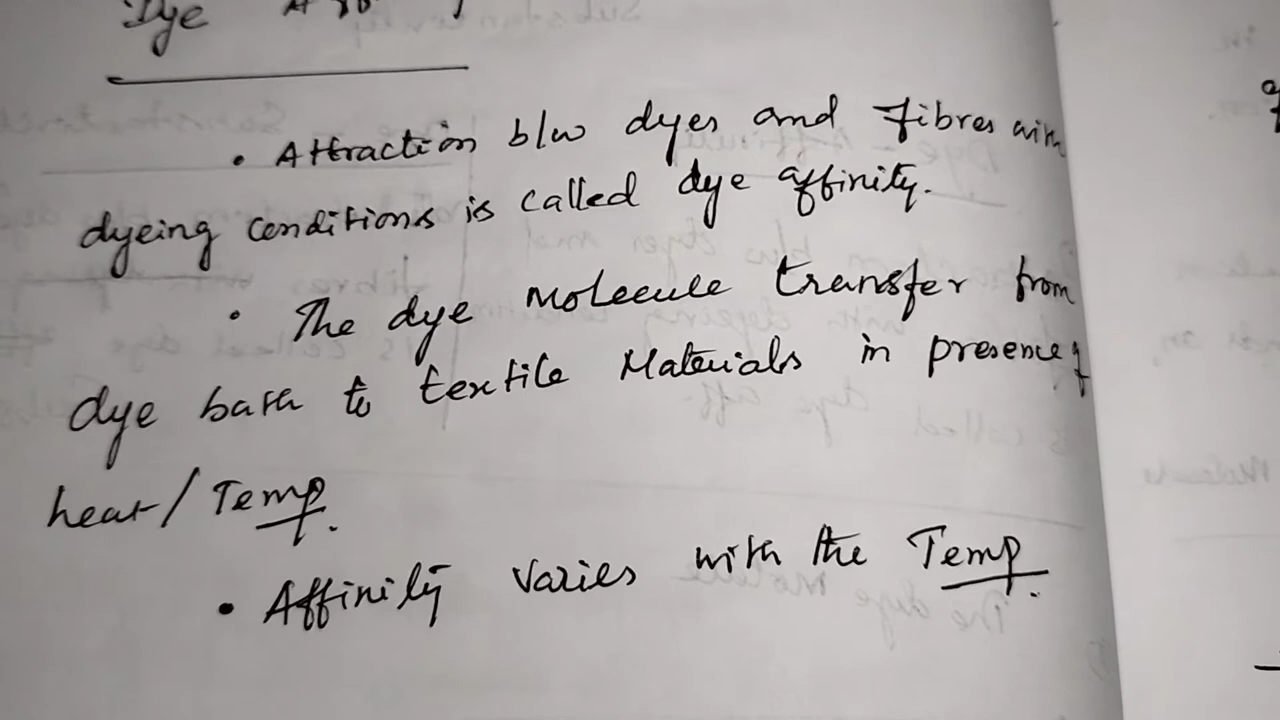 Dye
• Attraction b/w dyes and Fibres with
dyeing conditions is called dye affinity.
• The dye molecule transfer from
dye bath to textile Materials in presence of
heat/Temp.
• Affinity varies with the Temp.